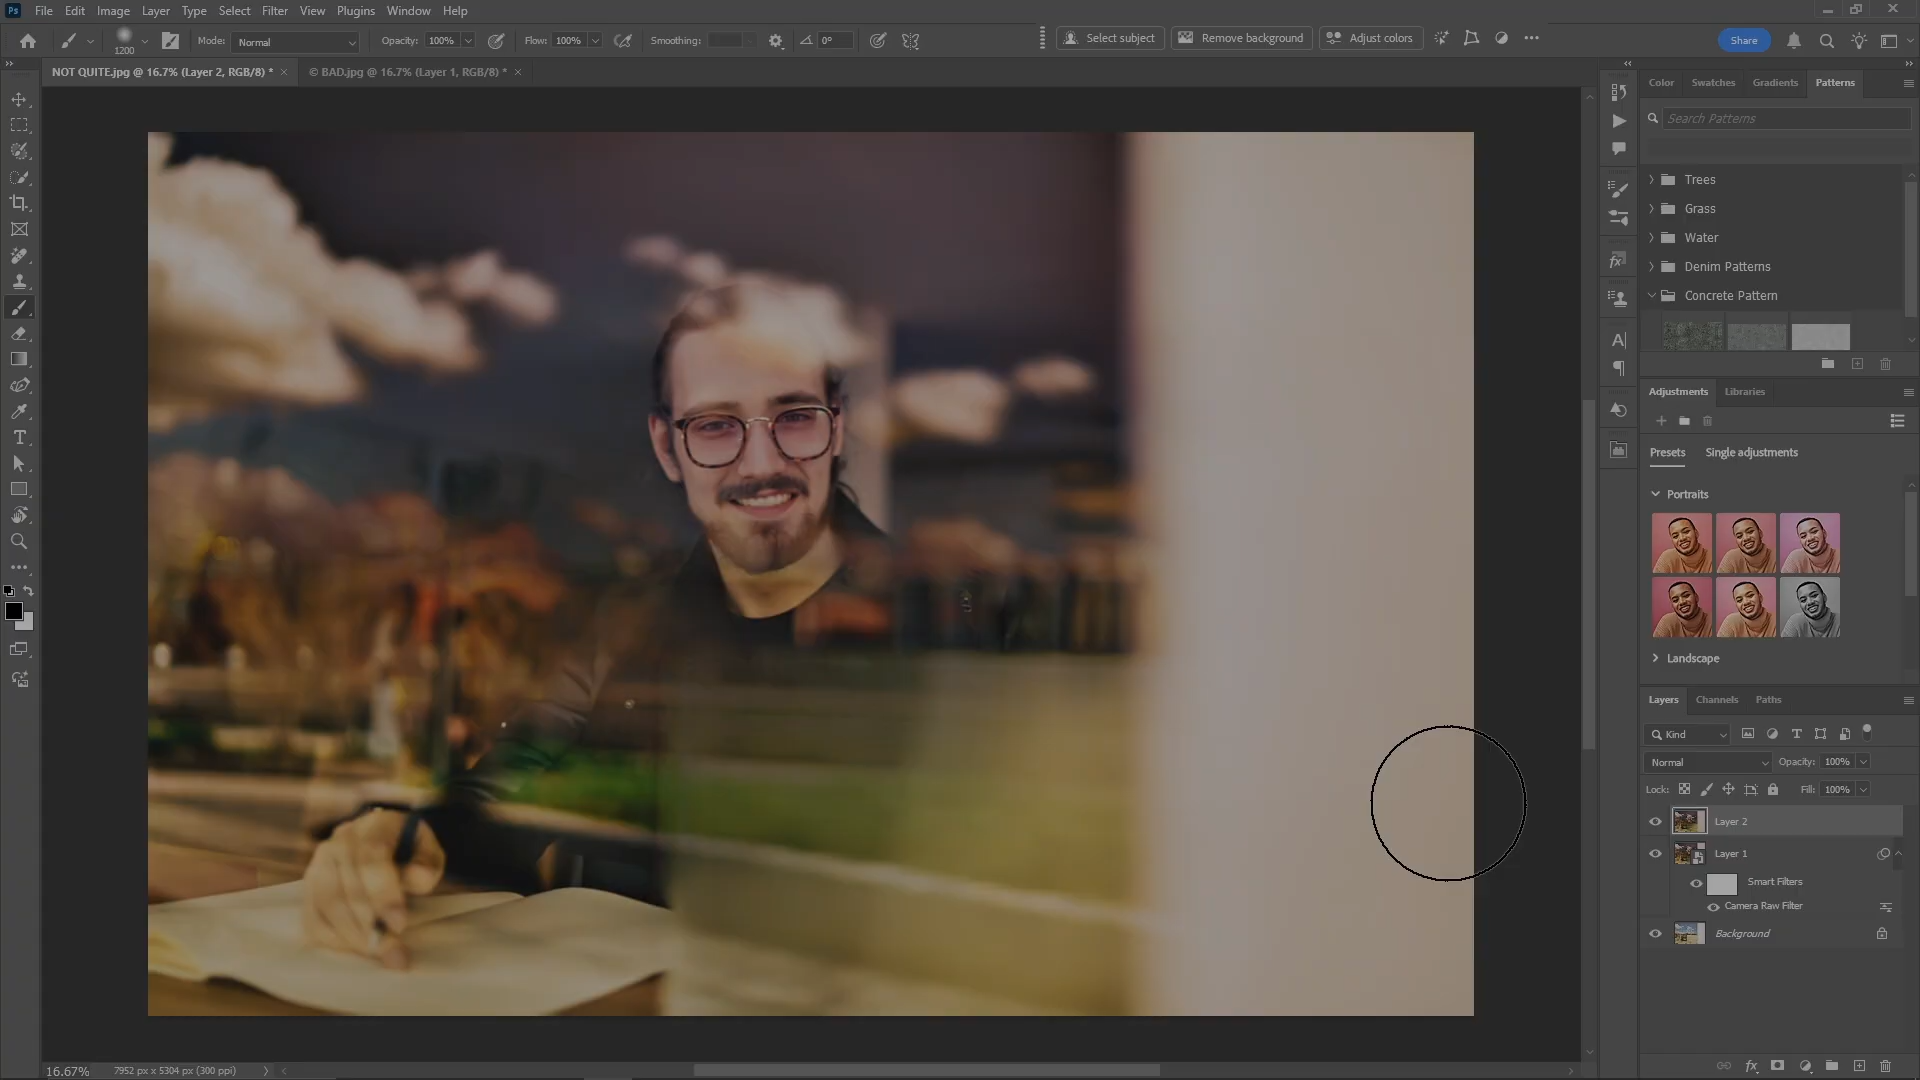 Ps File Edit Image Layer Type Select Filter View Plugins Window Help
1200 Mode: Normal Opacity: 100% Flow: 100% Smoothing: 0° Select subject Remove background Adjust colors Share
NOT QUITE.jpg @ 16.7% (Layer 2, RGB/8) * © BAD.jpg @ 16.7% (Layer 1, RGB/8) *
Color Swatches Gradients Patterns
Search Patterns
Trees
Grass
Water
Denim Patterns
Concrete Pattern
Adjustments Libraries
Presets Single adjustments
Portraits
Landscape
Layers Channels Paths
Kind
Normal Opacity: 100%
Lock: Fill: 100%
Layer 2
Layer 1
Smart Filters
Camera Raw Filter
Background
16.67% 7952 px x 5304 px (300 ppi)